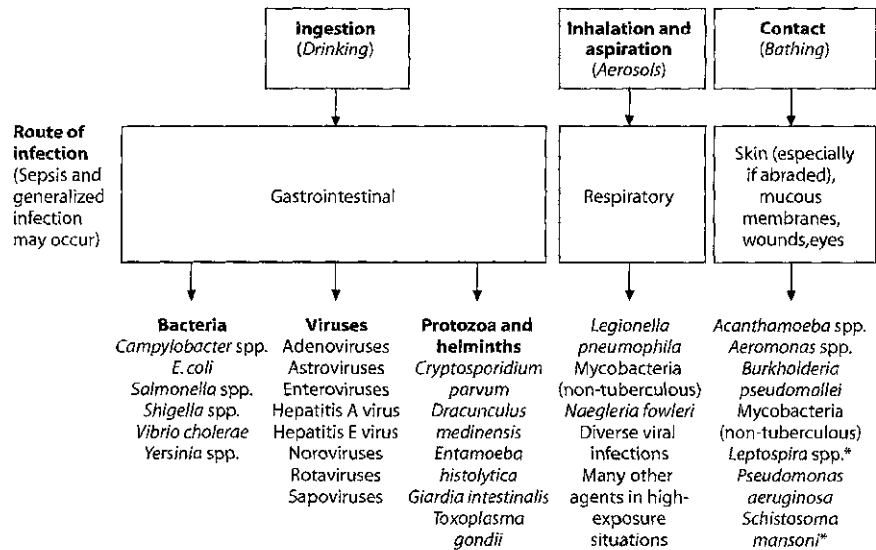 Ingestion
(Drinking)
Inhalation and
aspiration
(Aerosols)
Contact
(Bathing)
Route of
infection
(Sepsis and
generalized
infection
may occur)
Gastrointestinal
Respiratory
Skin (especially
if abraded),
mucous
membranes,
wounds,eyes
Bacteria
Campylobacter spp.
E.coli
Salmonella spp.
Shigella spp.
Vibrio cholerae
Yersinia spp.
Viruses
Adenoviruses
Astroviruses
Enteroviruses
Hepatitis A virus
Hepatitis E virus
Noroviruses
Rotaviruses
Sapoviruses
Protozoa and
helminths
Cryptosporidium
parvum
Dracunculus
medinensis
Entamoeba
histolytica
Giardia intestinalis
Toxoplasma
gondii
Legionella
pneumophila
Mycobacteria
(non-tuberculous)
Naegleria fowleri
Diverse viral
infections
Many other
agents in high-
exposure
situations
Acanthamoeba spp.
Aeromonas spp.
Burkholderia
pseudomallei
Mycobacteria
(non-tuberculous)
Leptospira spp.*
Pseudomonas
aeruginosa
Schistosoma
mansoni*